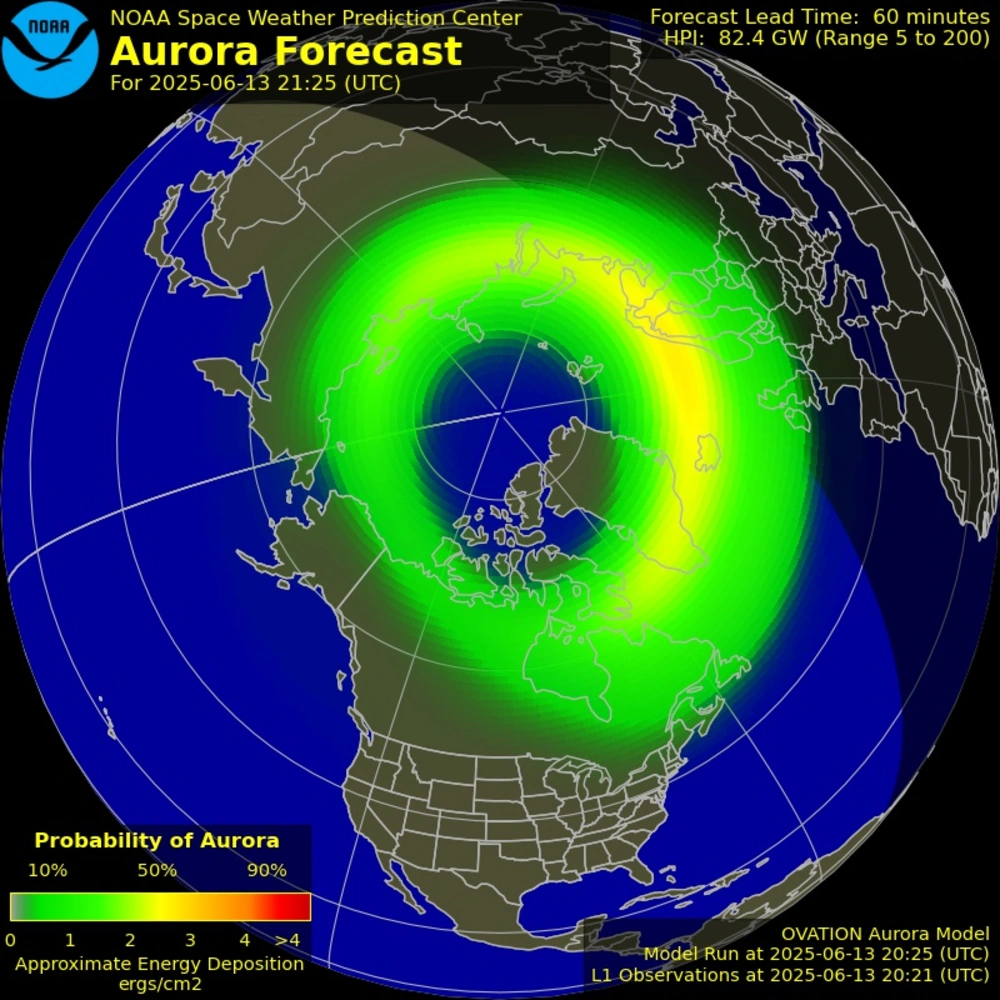 NOAA
NOAA Space Weather Prediction Center
Aurora Forecast
For 2025-06-13 21:25 (UTC)
Forecast Lead Time: 60 minutes
HPI: 82.4 GW (Range 5 to 200)
Probability of Aurora
10% 50% 90%
0 1 2 3 4 >4
Approximate Energy Deposition
ergs/cm2
OVATION Aurora Model
Model Run at 2025-06-13 20:25 (UTC)
L1 Observations at 2025-06-13 20:21 (UTC)